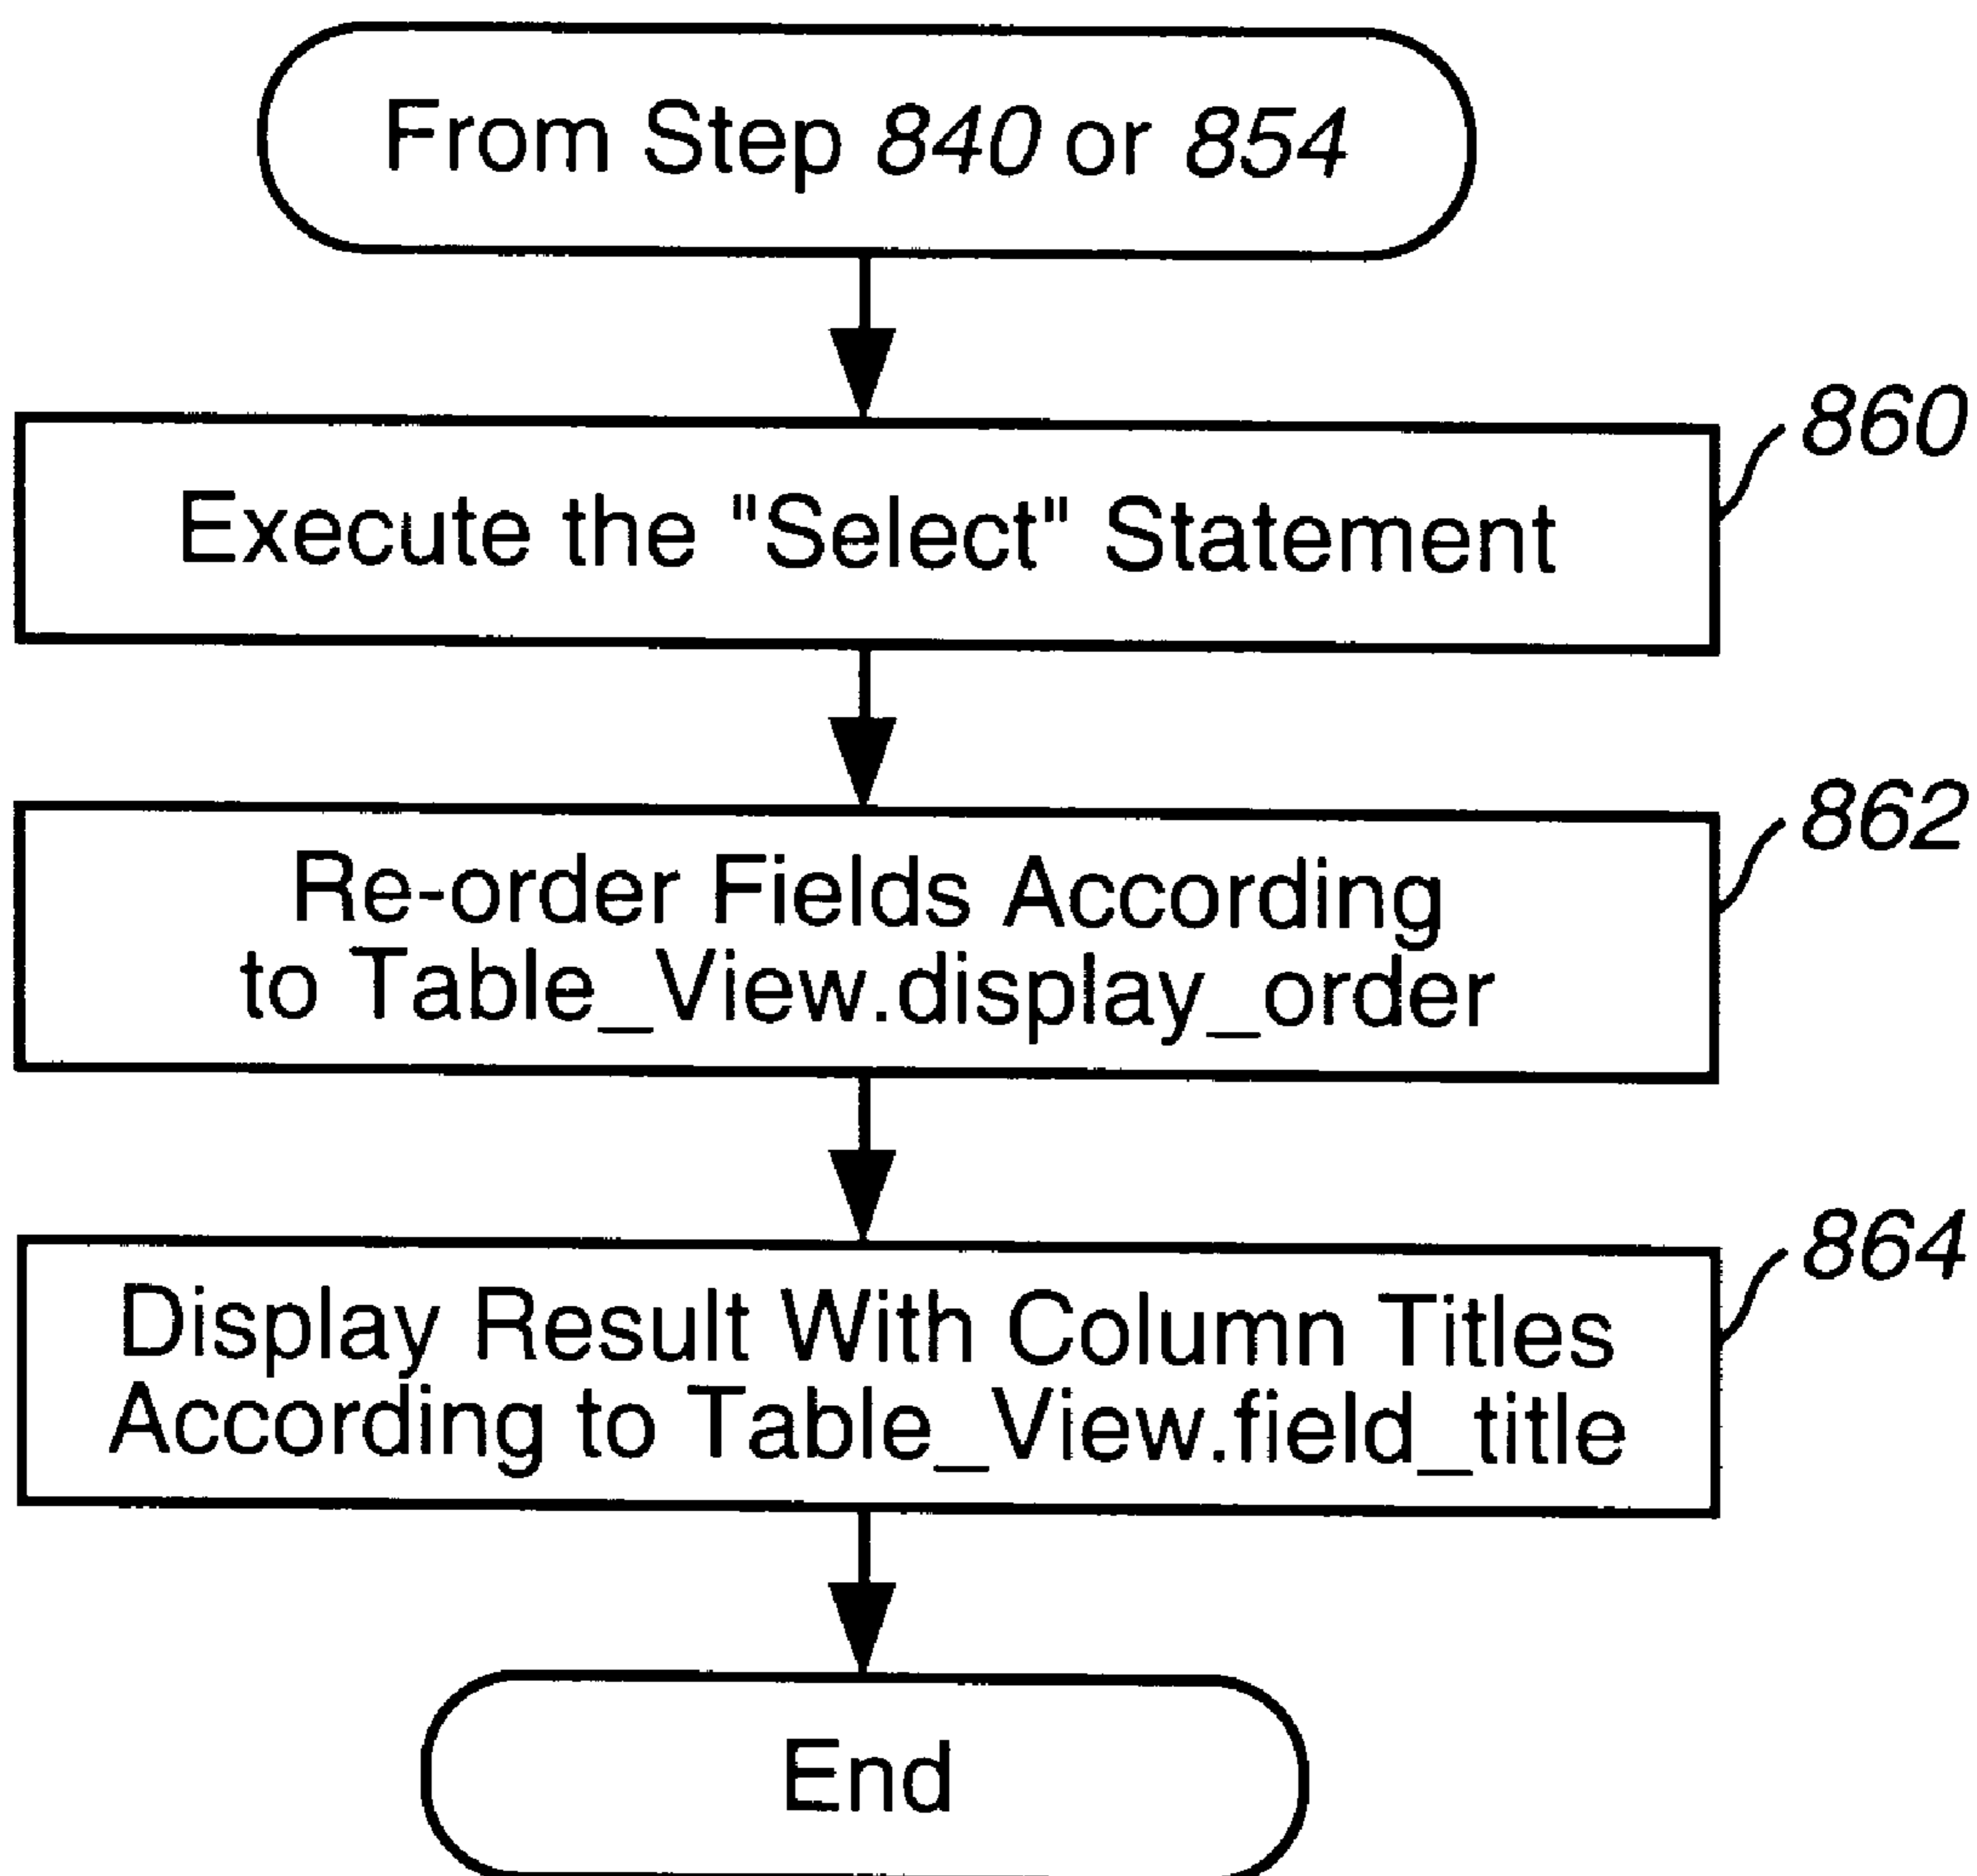 From Step 840 or 854
860
Execute the "Select" Statement
862
Re-order Fields According
to Table_View.display_order
864
Display Result With Column Titles
According to Table_View.field_title
End